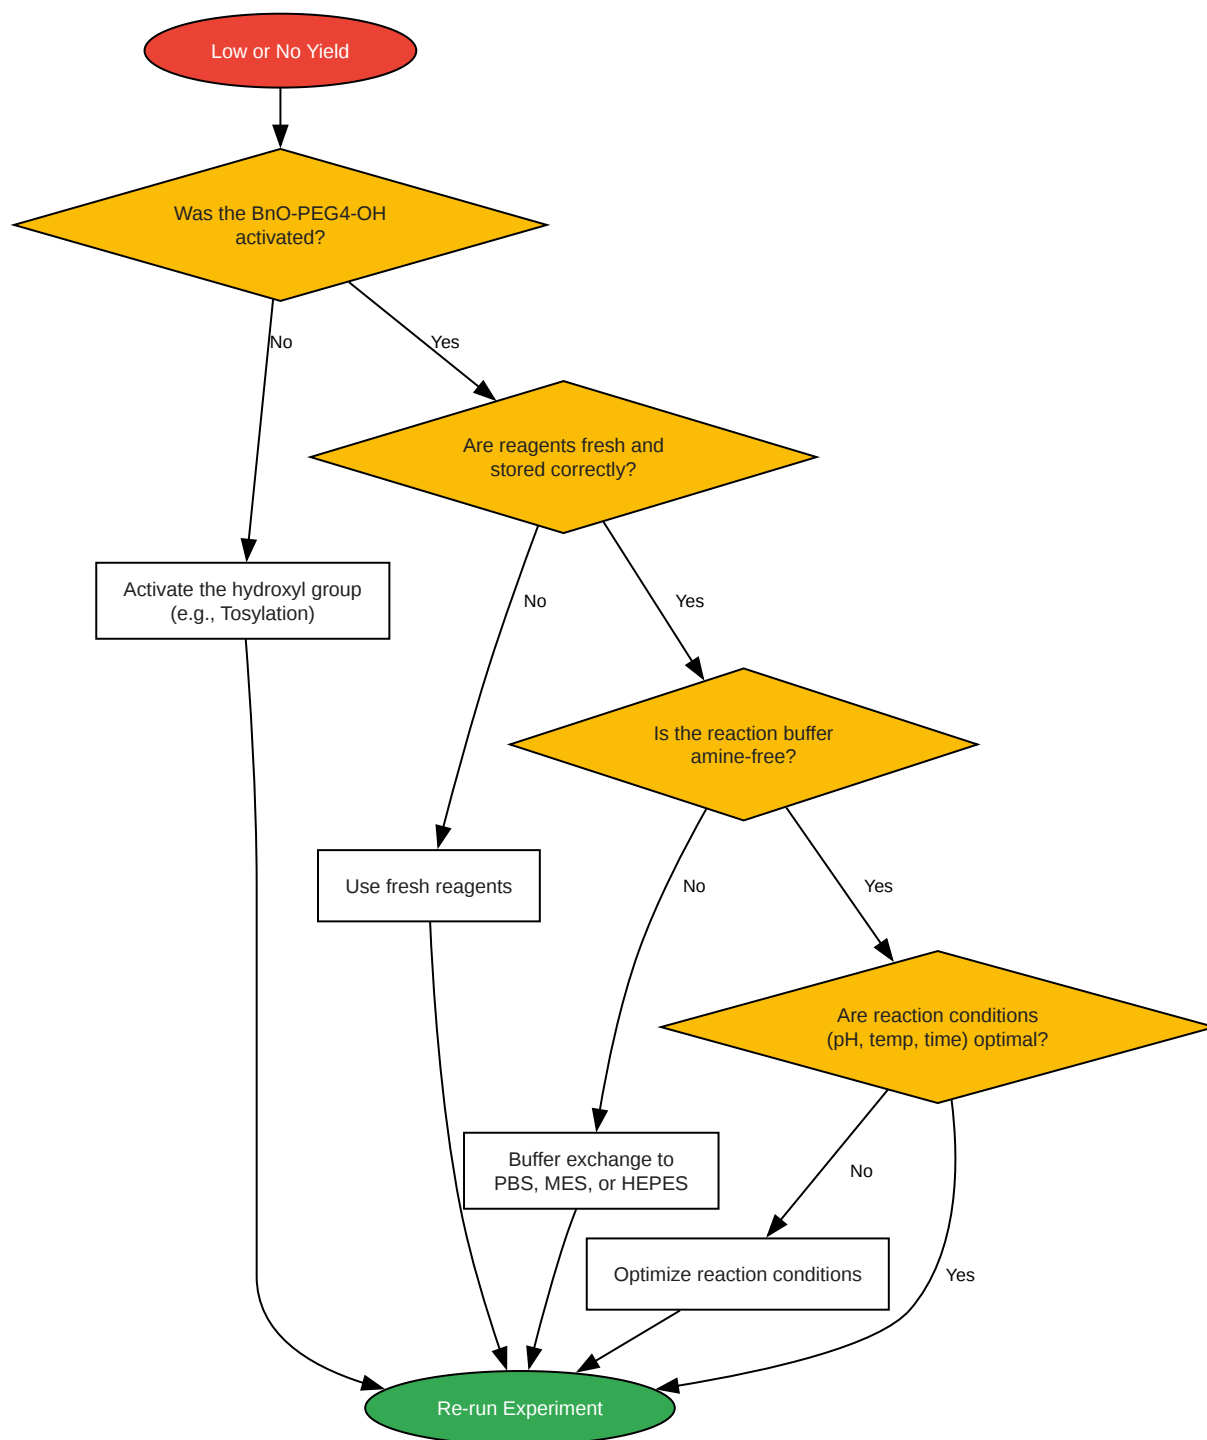 Low or No Yield
Was the BnO-PEG4-OH
activated?
No
Yes
Are reagents fresh and
stored correctly?
Activate the hydroxyl group
(e.g., Tosylation)
No
Yes
Is the reaction buffer
amine-free?
Use fresh reagents
No
Yes
Are reaction conditions
(pH, temp, time) optimal?
Buffer exchange to
PBS, MES, or HEPES
No
Optimize reaction conditions
Yes
Re-run Experiment